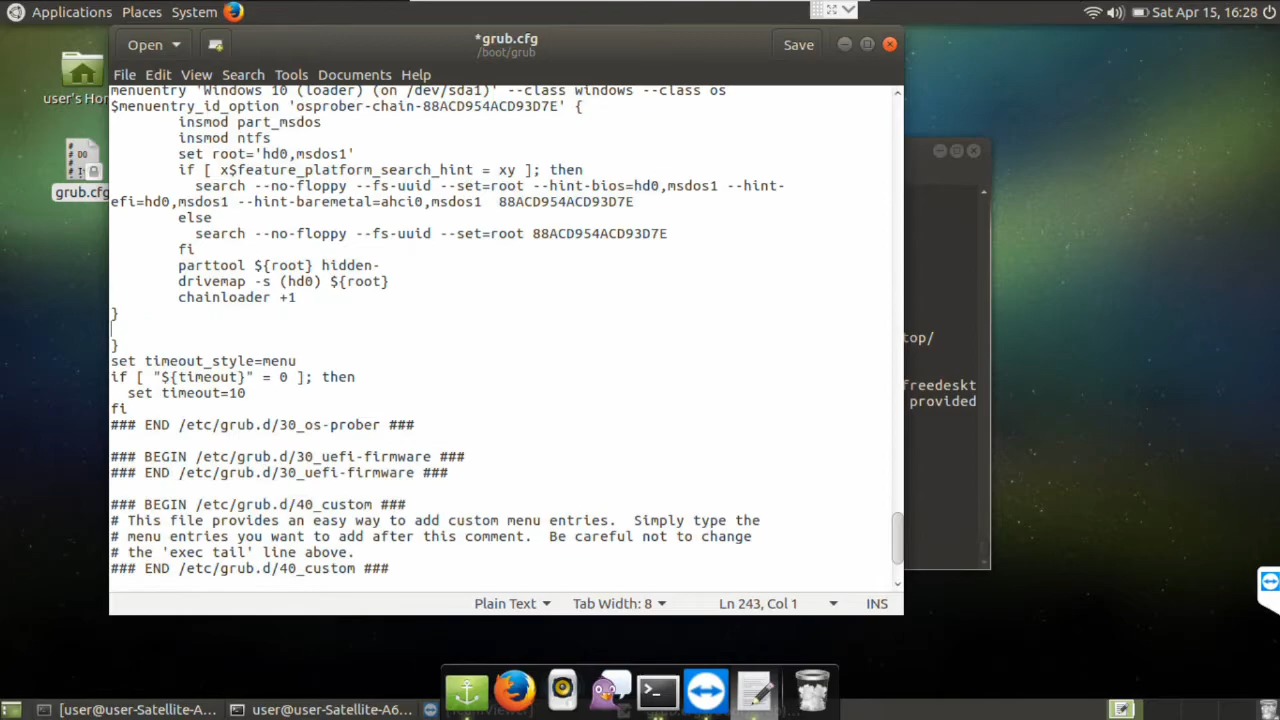 Applications Places System
Sat Apr 15, 16:28
Open
*grub.cfg
/boot/grub
Save
File Edit View Search Tools Documents Help
user's Hom
grub.cfg
menuentry 'Windows 10 (loader) (on /dev/sda1)' --class windows --class os
$menuentry_id_option 'osprober-chain-88ACD954ACD93D7E' {
insmod part_msdos
insmod ntfs
set root='hd0,msdos1'
if [ x$feature_platform_search_hint = xy ]; then
search --no-floppy --fs-uuid --set=root --hint-bios=hd0,msdos1 --hint-
efi=hd0,msdos1 --hint-baremetal=ahci0,msdos1  88ACD954ACD93D7E
else
search --no-floppy --fs-uuid --set=root 88ACD954ACD93D7E
fi
parttool ${root} hidden-
drivemap -s (hd0) ${root}
chainloader +1
}
}
set timeout_style=menu
if [ "${timeout}" = 0 ]; then
set timeout=10
fi
### END /etc/grub.d/30_os-prober ###
### BEGIN /etc/grub.d/30_uefi-firmware ###
### END /etc/grub.d/30_uefi-firmware ###
### BEGIN /etc/grub.d/40_custom ###
# This file provides an easy way to add custom menu entries.  Simply type the
# menu entries you want to add after this comment.  Be careful not to change
# the 'exec tail' line above.
### END /etc/grub.d/40_custom ###
Plain Text Tab Width: 8 Ln 243, Col 1 INS
top/
freedeskt
provided
[user@user-Satellite-A... user@user-Satellite-A6...